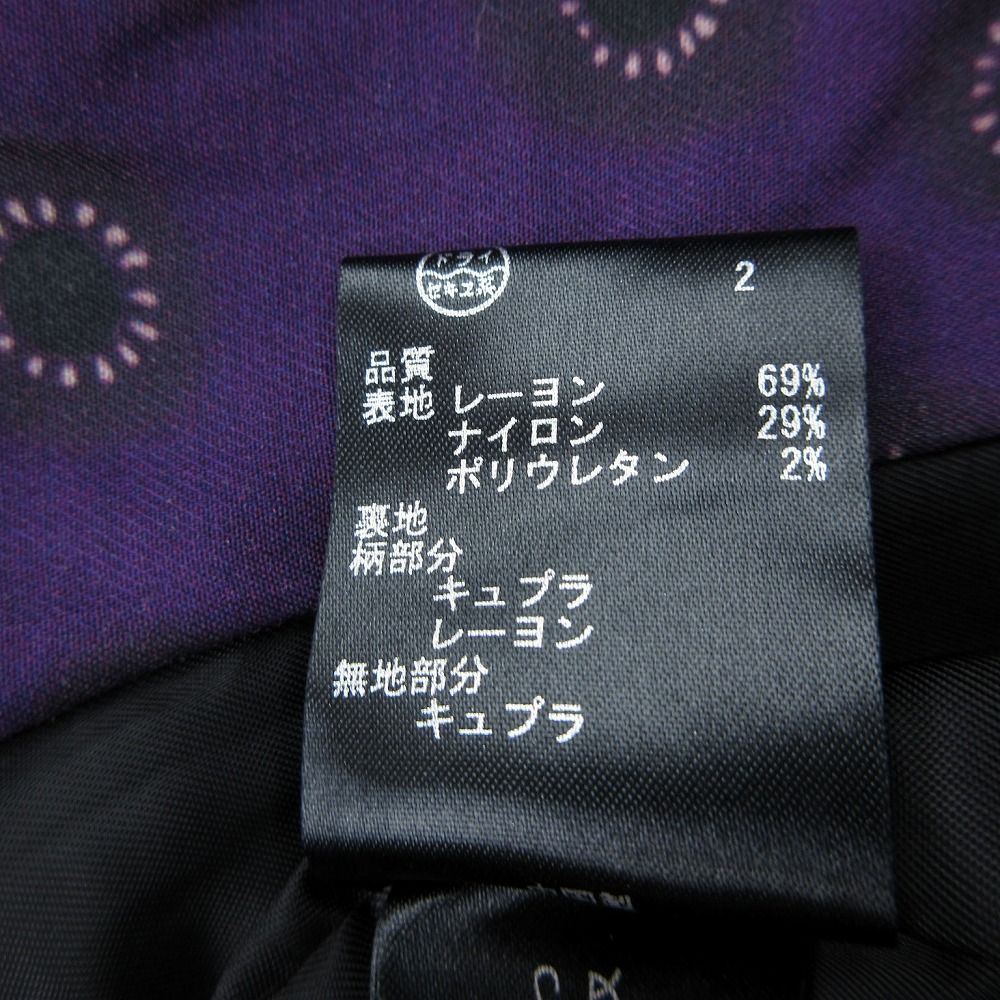 ドライ
セキユ系
2
品質
表地 レーヨン 69%
ナイロン 29%
ポリウレタン 2%
裏地
柄部分
キュプラ
レーヨン
無地部分
キュプラ